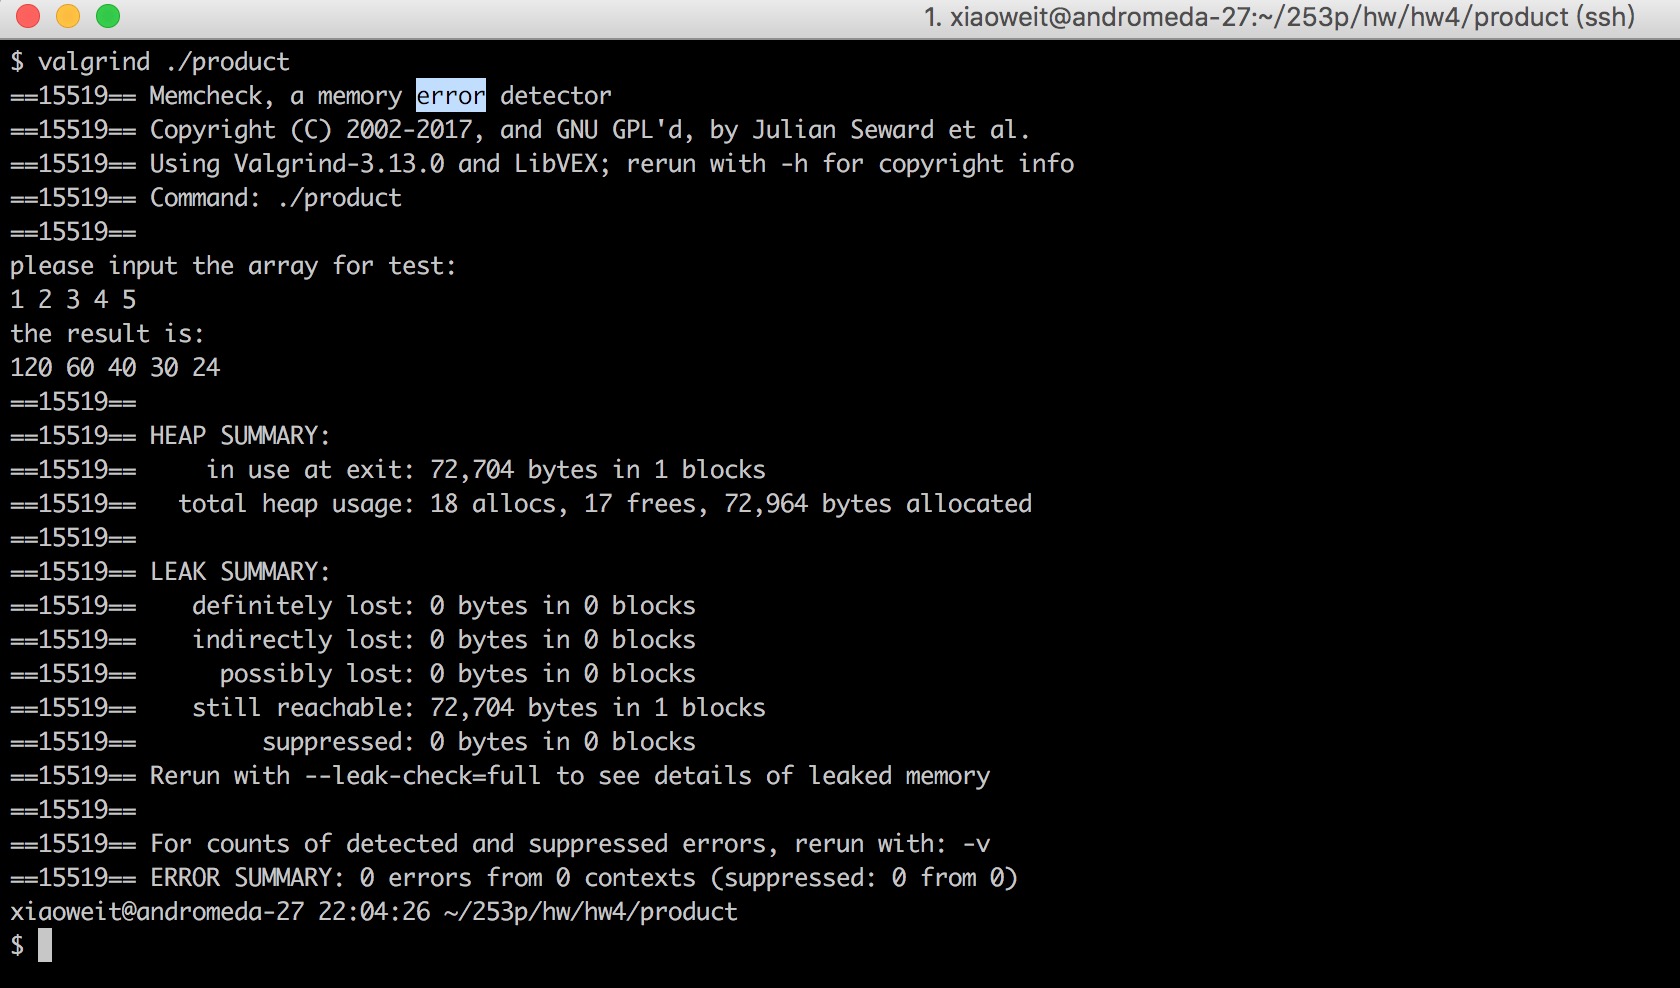 1. xiaoweit@andromeda-27:~/253p/hw/hw4/product (ssh)
$ valgrind ./product
==15519== Memcheck, a memory error detector
==15519== Copyright (C) 2002-2017, and GNU GPL'd, by Julian Seward et al.
==15519== Using Valgrind-3.13.0 and LibVEX; rerun with -h for copyright info
==15519== Command: ./product
==15519==
please input the array for test:
1 2 3 4 5
the result is:
120 60 40 30 24
==15519==
==15519== HEAP SUMMARY:
==15519==     in use at exit: 72,704 bytes in 1 blocks
==15519==   total heap usage: 18 allocs, 17 frees, 72,964 bytes allocated
==15519==
==15519== LEAK SUMMARY:
==15519==    definitely lost: 0 bytes in 0 blocks
==15519==    indirectly lost: 0 bytes in 0 blocks
==15519==      possibly lost: 0 bytes in 0 blocks
==15519==    still reachable: 72,704 bytes in 1 blocks
==15519==         suppressed: 0 bytes in 0 blocks
==15519== Rerun with --leak-check=full to see details of leaked memory
==15519==
==15519== For counts of detected and suppressed errors, rerun with: -v
==15519== ERROR SUMMARY: 0 errors from 0 contexts (suppressed: 0 from 0)
xiaoweit@andromeda-27 22:04:26 ~/253p/hw/hw4/product
$